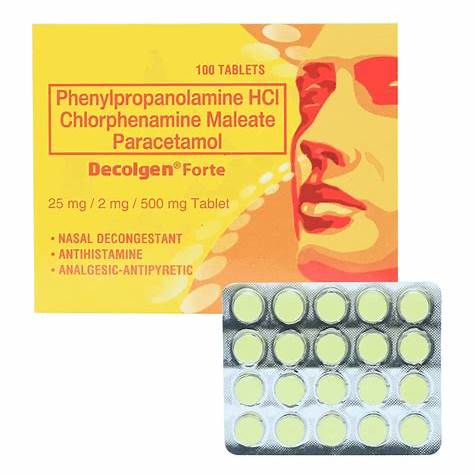 100 TABLETS
Phenylpropanolamine HCl
Chlorphenamine Maleate
Paracetamol
Decolgen® Forte
25 mg / 2 mg / 500 mg Tablet
• NASAL DECONGESTANT
• ANTIHISTAMINE
• ANALGESIC-ANTIPYRETIC